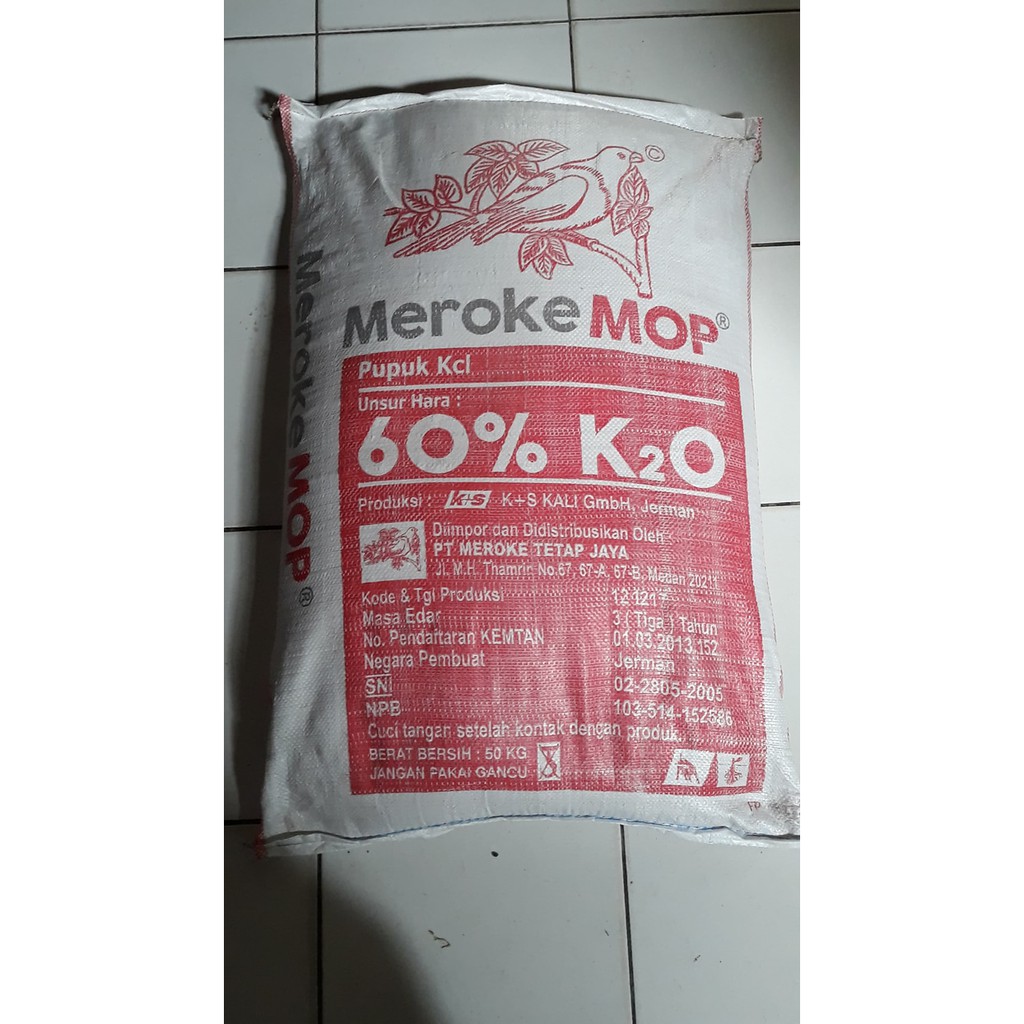 Meroke MOP®
Meroke MOP®
Pupuk Kcl
Unsur Hara :
60% K2O
Produksi : K+S K+S KALI GmbH, Jerman
Diimpor dan Didistribusikan Oleh
PT MEROKE TETAP JAYA
Jl. M.H. Thamrin No.67, 67-A, 67-B, Medan 20211
Kode & Tgl Produksi 121217
Masa Edar 3 ( Tiga ) Tahun
No. Pendaftaran KEMTAN 01.03.2013.152
Negara Pembuat Jerman
SNI 02-2805-2005
NPB 103-514-152586
Cuci tangan setelah kontak dengan produk.
BERAT BERSIH : 50 KG
JANGAN PAKAI GANCU
FP